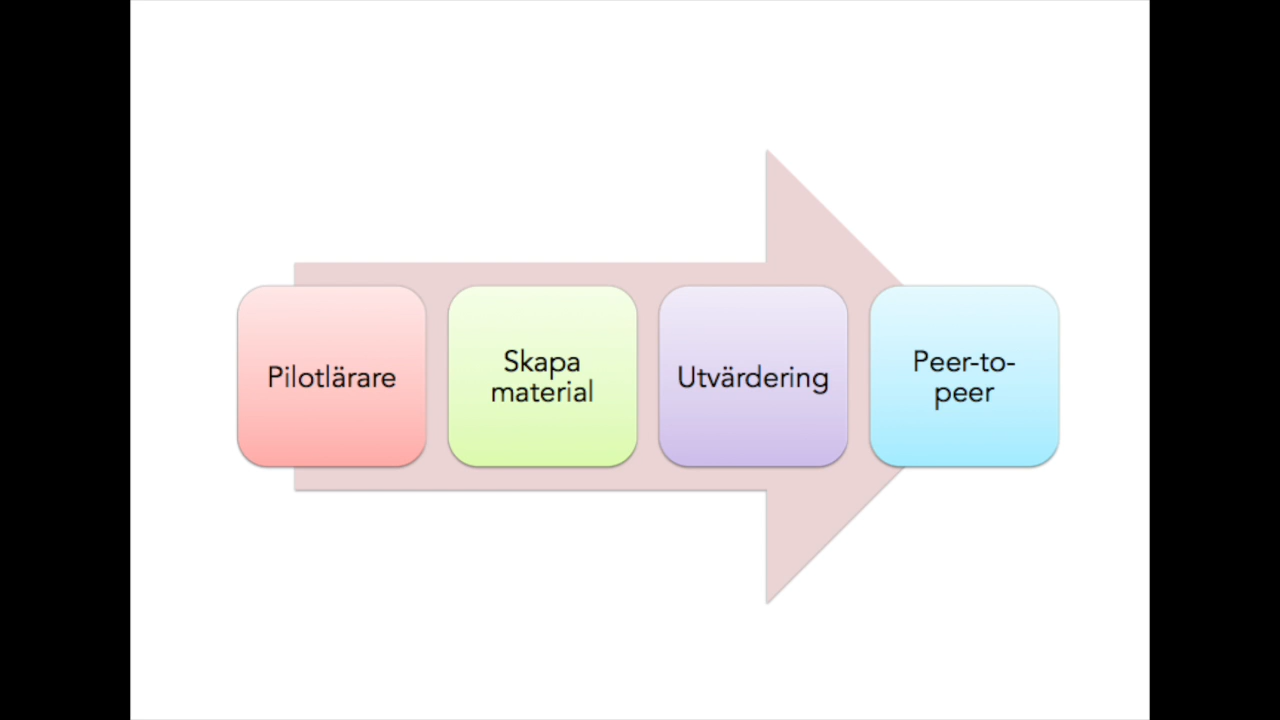 Pilotlärare
Skapa
material
Utvärdering
Peer-to-
peer